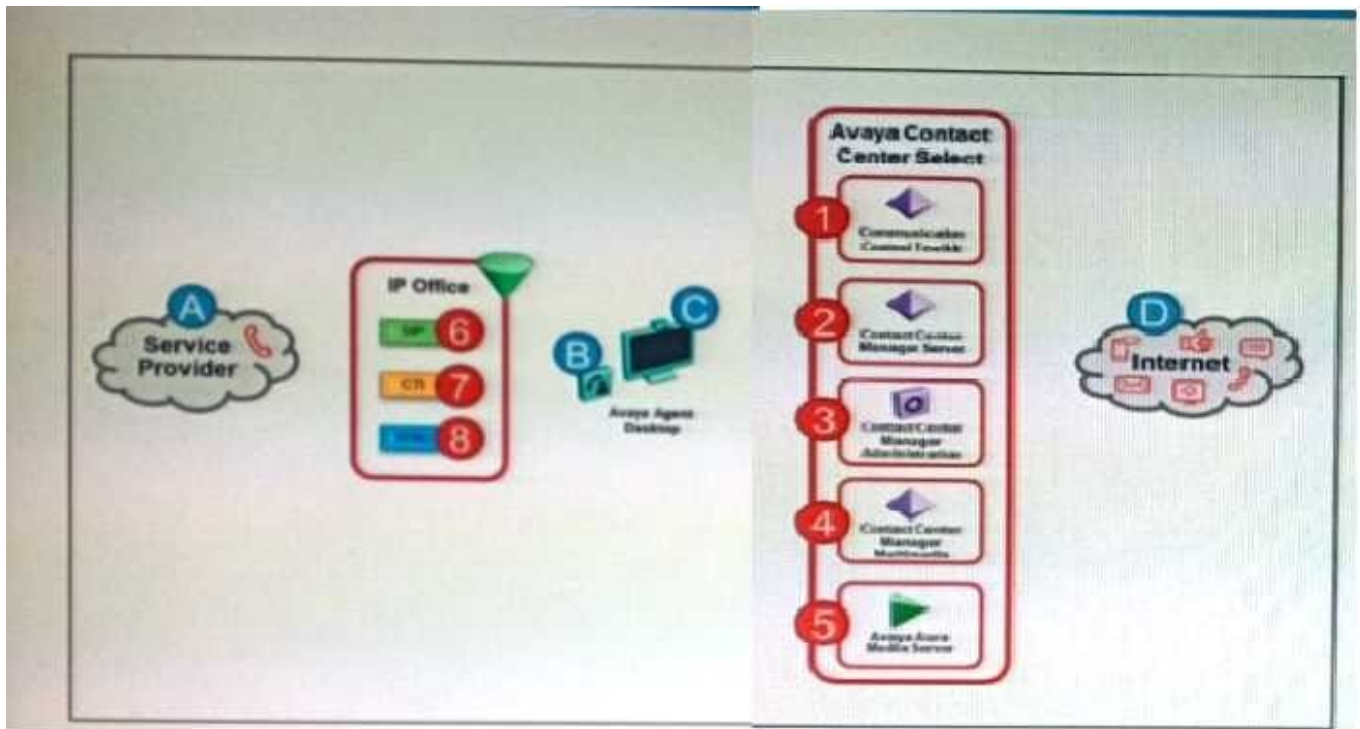 A
Service
Provider
IP Office
SIP
6
CTI
7
8
B
C
Avaya Agent
Desktop
Avaya Contact
Center Select
1
Communication
Control Toolkit
2
Contact Center
Manager Server
3
Contact Center
Manager
Administration
4
Contact Center
Manager
Multimedia
5
Avaya Aura
Media Server
D
Internet